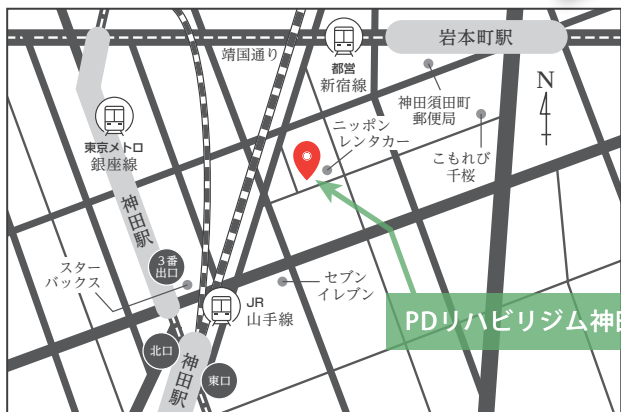 靖国通り
都営
新宿線
岩本町駅
神田須田町
郵便局
N
東京メトロ
銀座線
ニッポン
レンタカー
こもれび
千桜
神田駅
3番
出口
スター
バックス
セブン
イレブン
JR
山手線
PDリハビリジム神田
北口
神田駅
東口